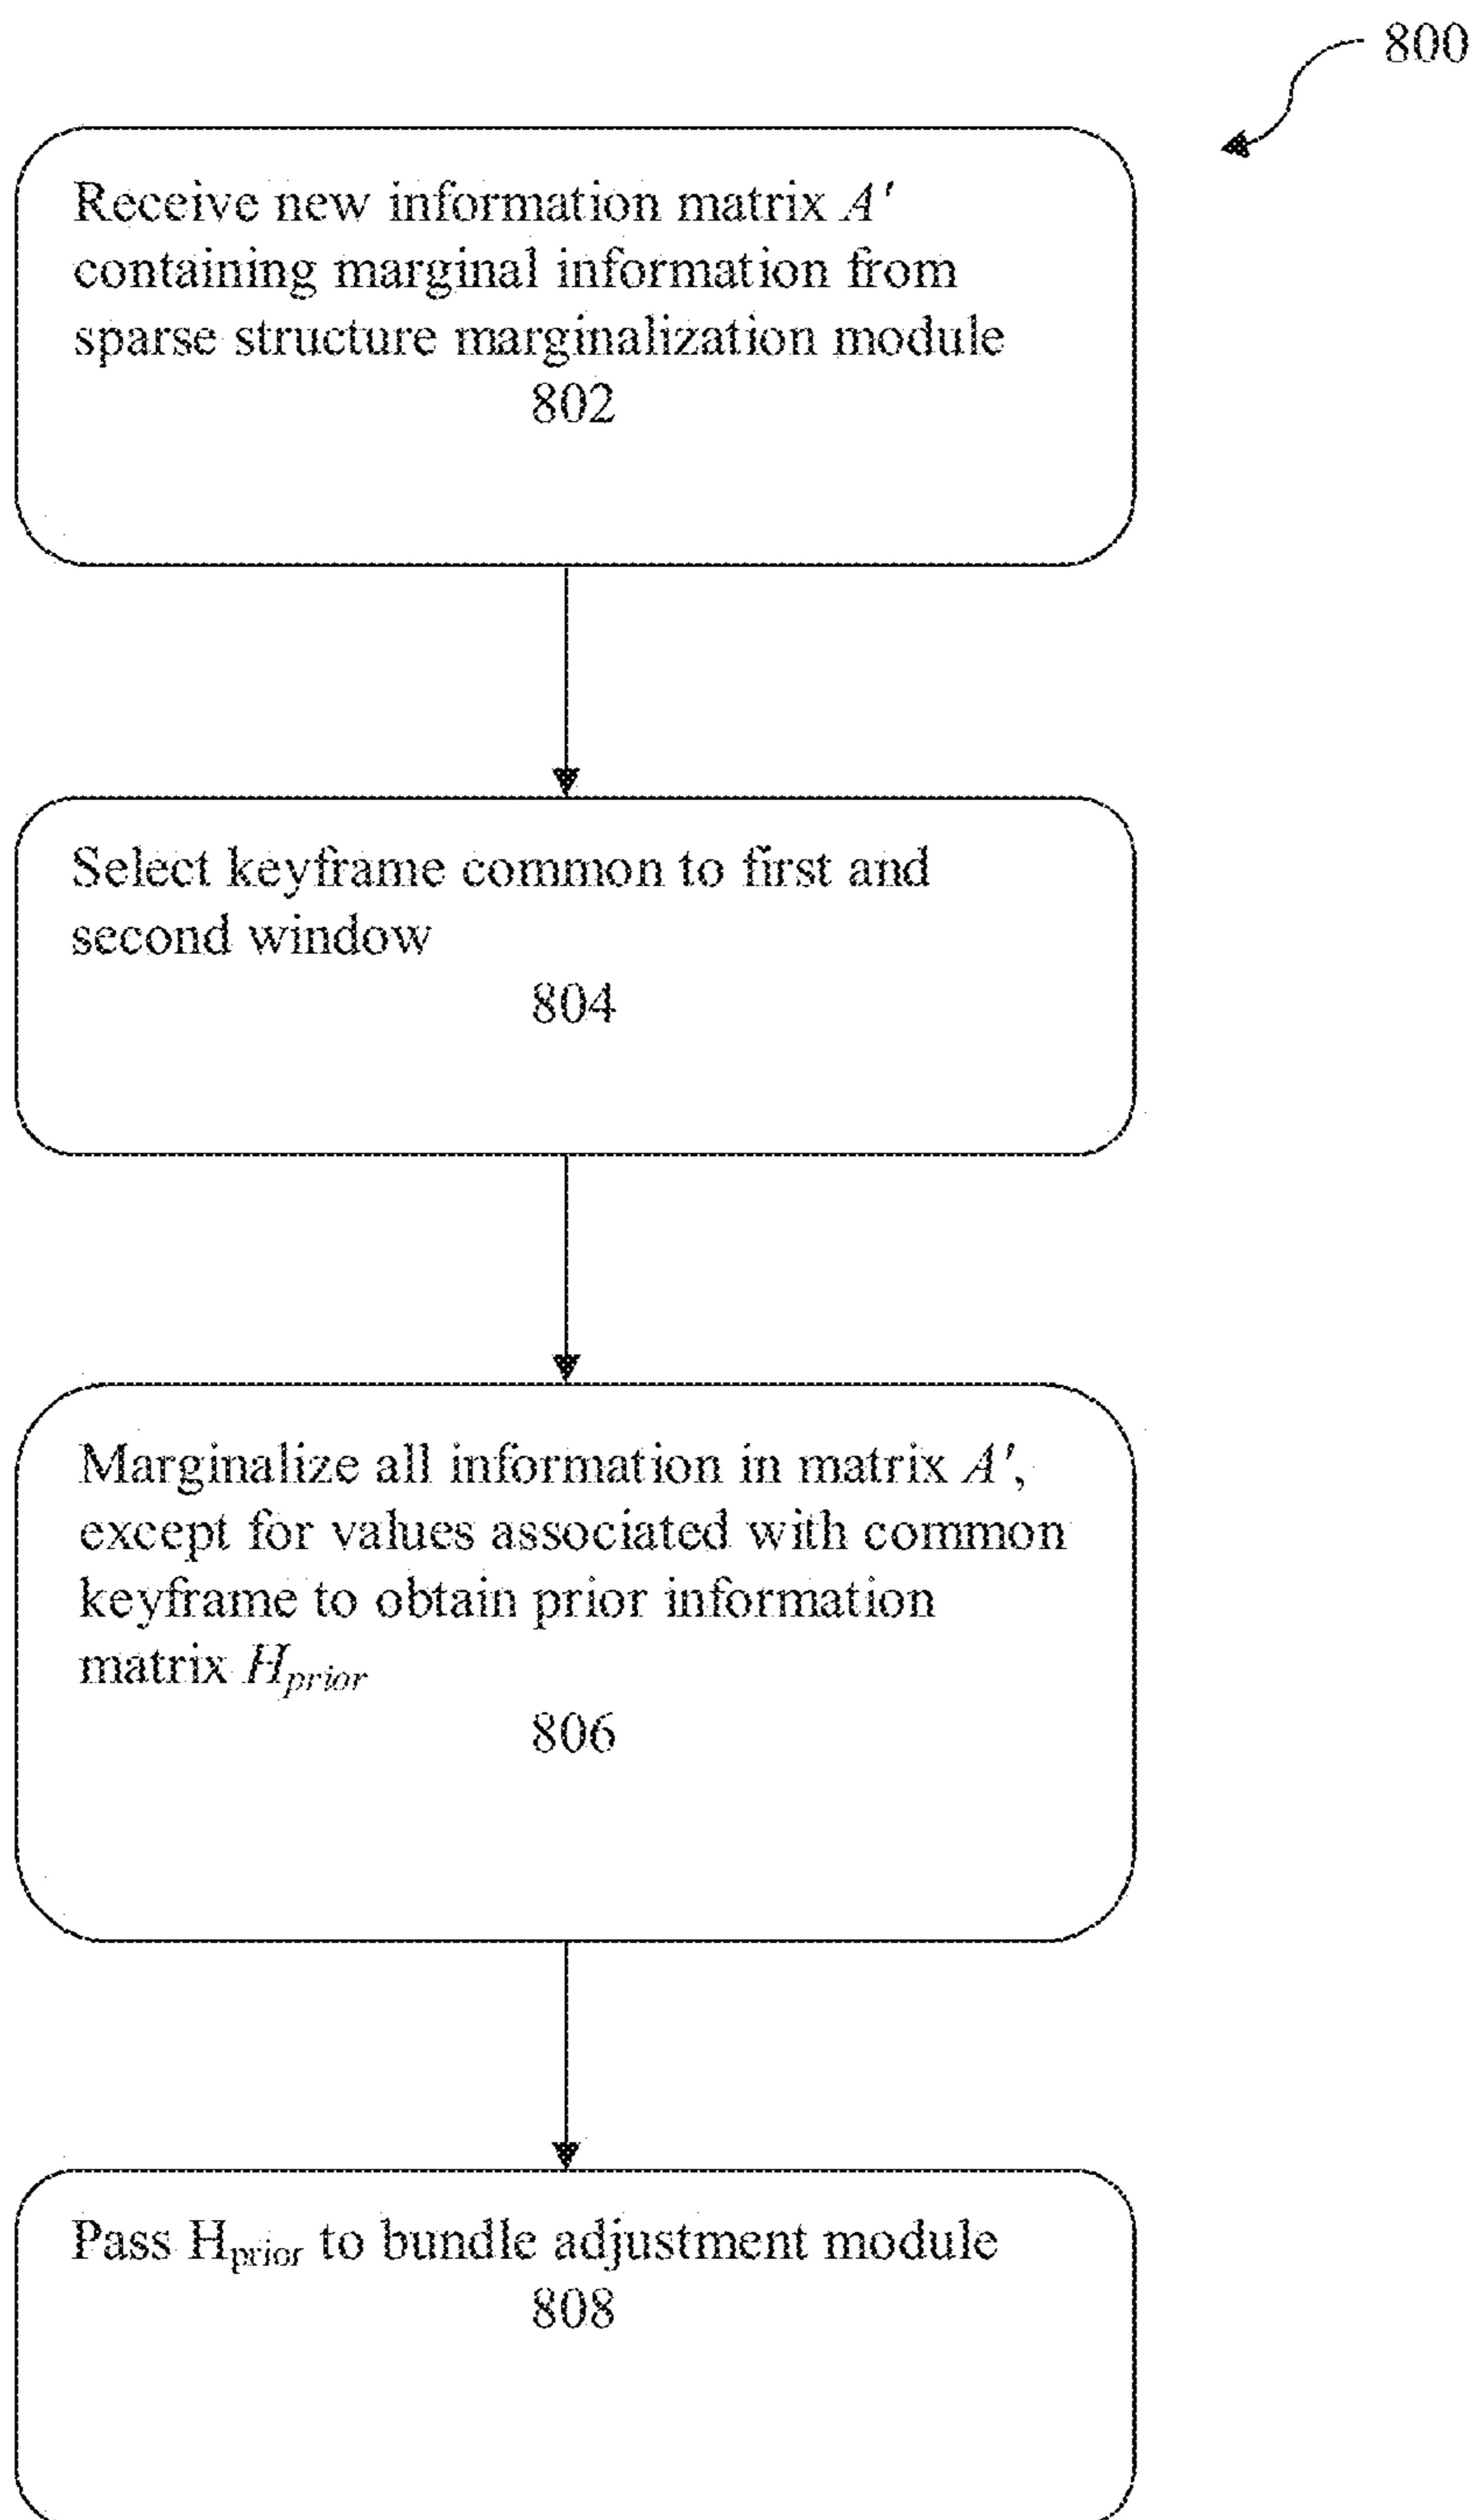 800
Receive new information matrix A'
containing marginal information from
sparse structure marginalization module
802
Select keyframe common to first and
second window
804
Marginalize all information in matrix A',
except for values associated with common
keyframe to obtain prior information
matrix Hprior
806
Pass Hprior to bundle adjustment module
808